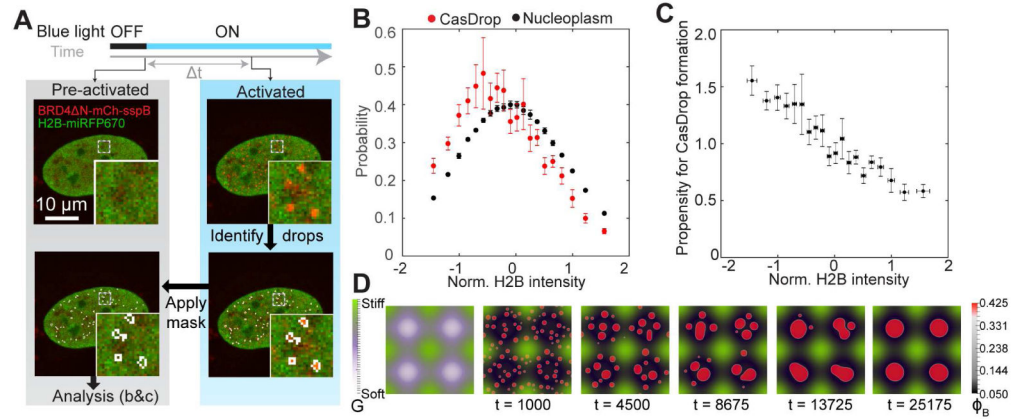 A
Blue light OFF ON
Time
Δt
Pre-activated
Activated
BRD4ΔN-mCh-sspB
H2B-miRFP670
10 μm
Identify drops
Apply
mask
Analysis (b&c)
B
CasDrop Nucleoplasm
Probability
0.6
0.5
0.4
0.3
0.2
0.1
0
-2 -1 0 1 2
Norm. H2B intensity
C
Propensity for CasDrop formation
2.0
1.5
1.0
0.5
0
-2 -1 0 1 2
Norm. H2B intensity
D
Stiff
Soft
G
t = 1000 t = 4500 t = 8675 t = 13725 t = 25175
0.425
0.331
0.238
0.144
0.050
ϕB